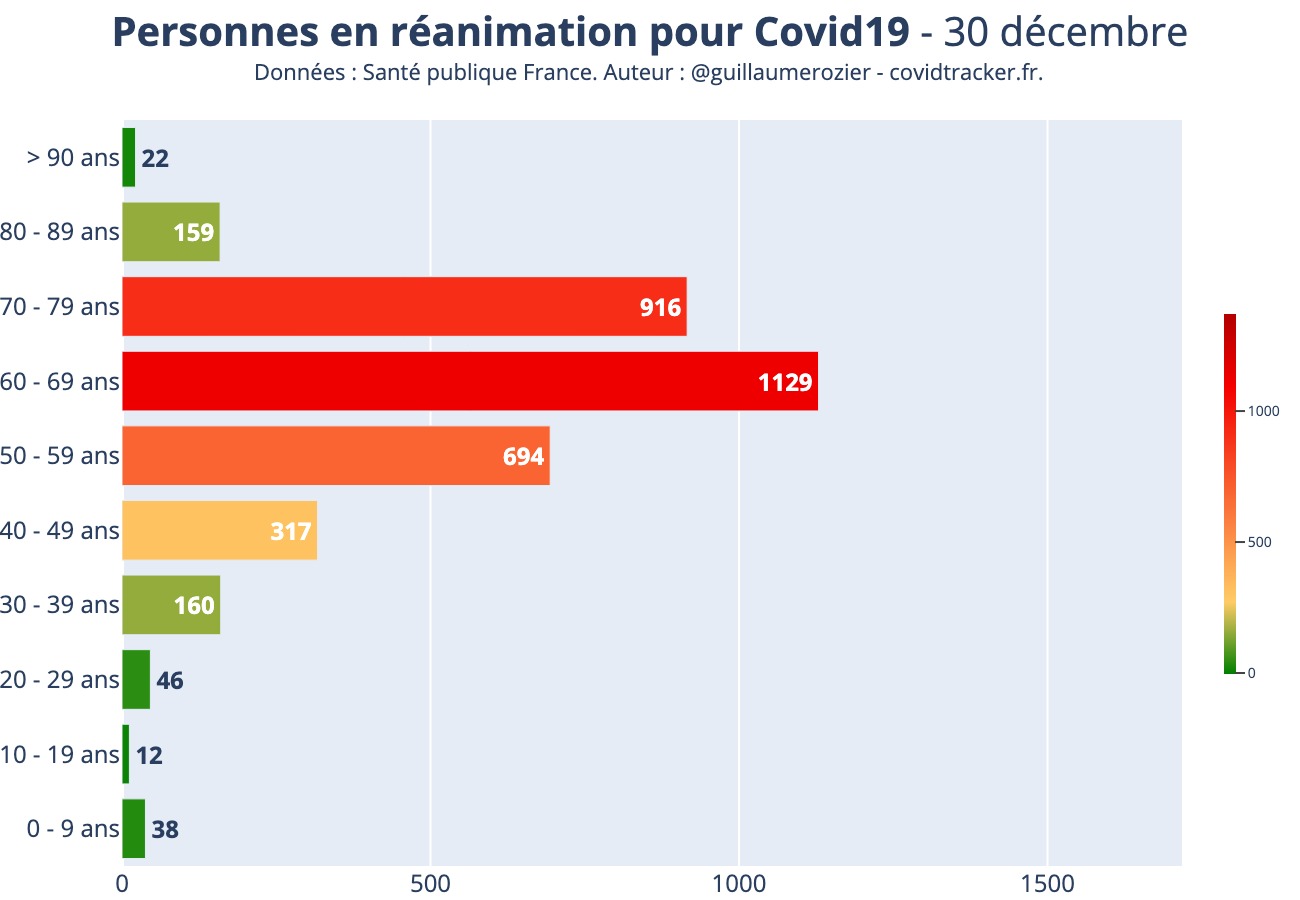 Personnes en réanimation pour Covid19 - 30 décembre
Données : Santé publique France. Auteur : @guillaumerozier - covidtracker.fr.
> 90 ans 22
80 - 89 ans 159
70 - 79 ans 916
60 - 69 ans 1129
50 - 59 ans 694
40 - 49 ans 317
30 - 39 ans 160
20 - 29 ans 46
10 - 19 ans 12
0 - 9 ans 38
0 500 1000 1500
1000
500
0